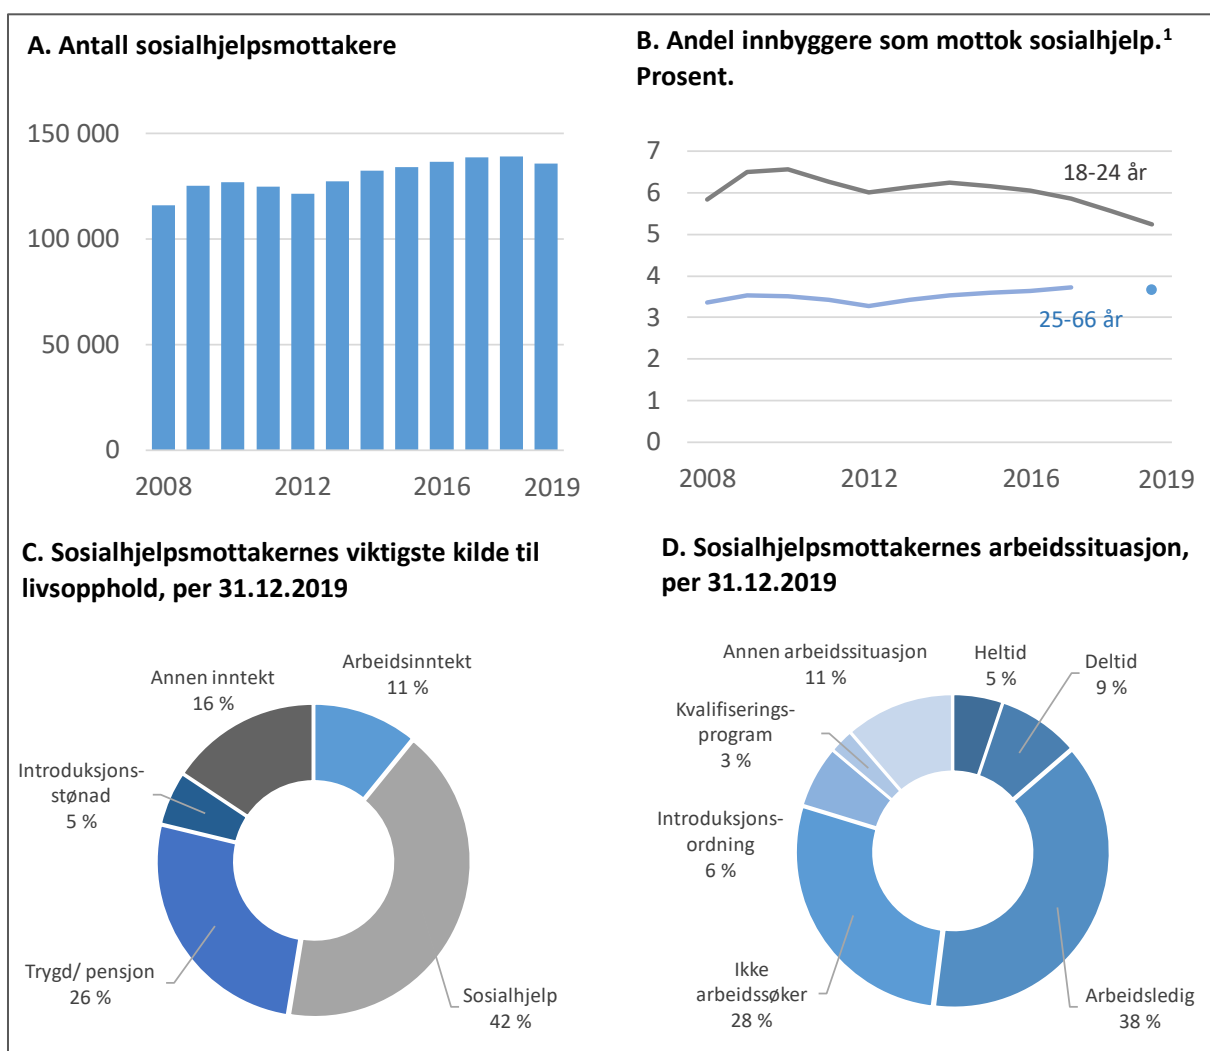 A. Antall sosialhjelpsmottakere
150 000
100 000
50 000
0
2008
2012
2016
2019
B. Andel innbyggere som mottok sosialhjelp.¹
Prosent.
7
6
5
4
3
2
1
0
18-24 år
25-66 år
2008
2012
2016
2019
C. Sosialhjelpsmottakernes viktigste kilde til
livsopphold, per 31.12.2019
Arbeidsinntekt
11 %
Annen inntekt
16 %
Introduksjons-
stønad
5 %
Trygd/ pensjon
26 %
Sosialhjelp
42 %
D. Sosialhjelpsmottakernes arbeidssituasjon,
per 31.12.2019
Annen arbeidssituasjon
11 %
Heltid
5 %
Deltid
9 %
Kvalifiserings-
program
3 %
Introduksjons-
ordning
6 %
Ikke
arbeidssøker
28 %
Arbeidsledig
38 %